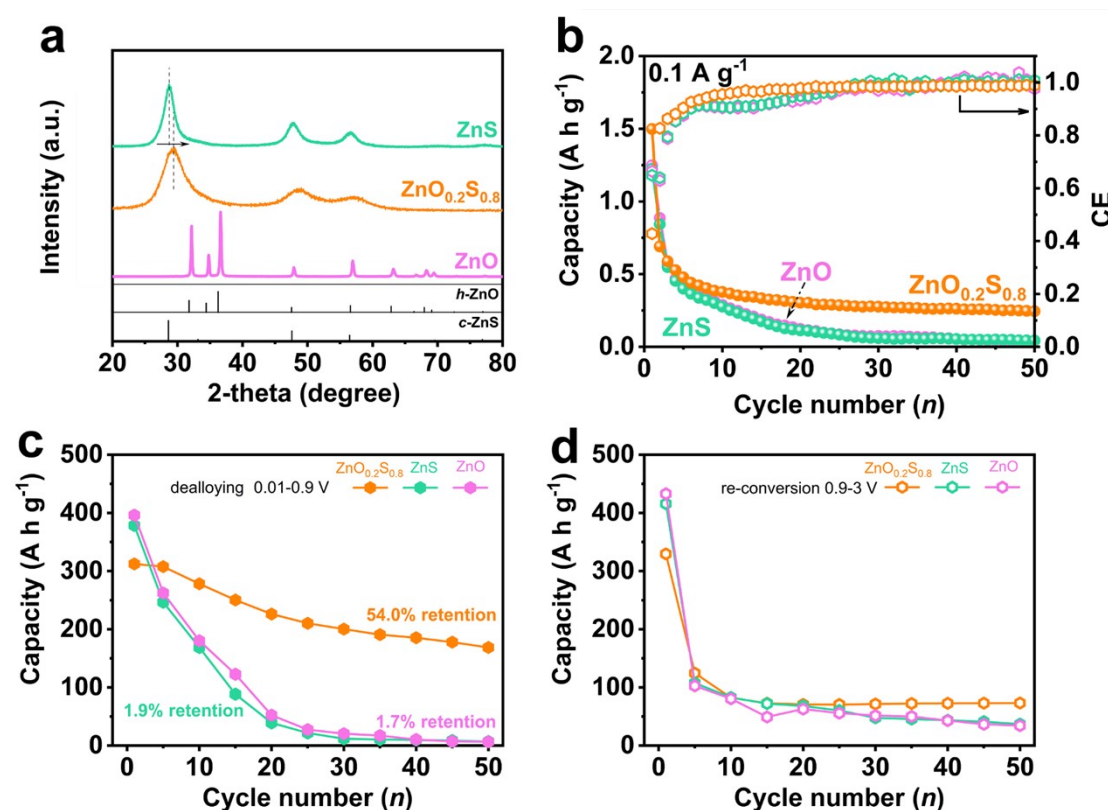 a
Intensity (a.u.)
ZnS
ZnO0.2S0.8
ZnO
h-ZnO
c-ZnS
20 30 40 50 60 70 80
2-theta (degree)
b
0.1 A g-1
Capacity (A h g-1)
2.0
1.5
1.0
0.5
0.0
ZnO
ZnO0.2S0.8
ZnS
CE
1.0
0.8
0.6
0.4
0.2
0.0
0 10 20 30 40 50
Cycle number (n)
c
Capacity (A h g-1)
500
400
300
200
100
0
ZnO0.2S0.8 ZnS ZnO
dealloying 0.01-0.9 V
54.0% retention
1.9% retention
1.7% retention
0 10 20 30 40 50
Cycle number (n)
d
Capacity (A h g-1)
500
400
300
200
100
0
ZnO0.2S0.8 ZnS ZnO
re-conversion 0.9-3 V
0 10 20 30 40 50
Cycle number (n)